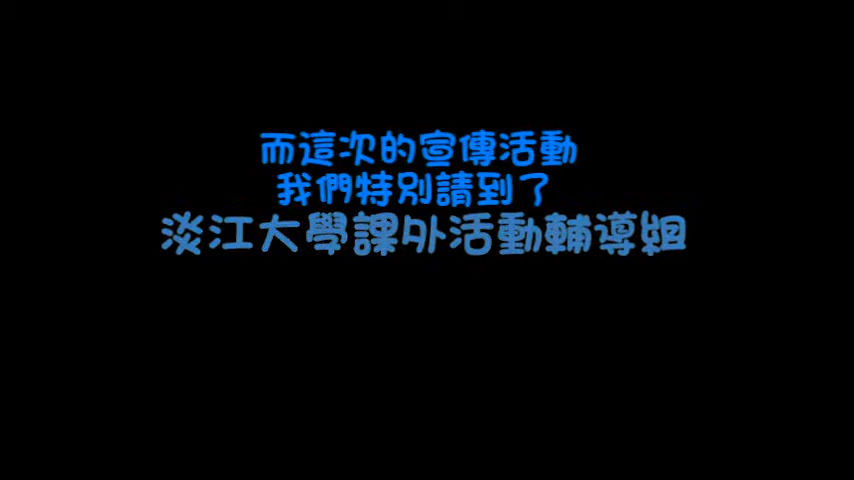 而這次的宣傳活動
我們特別請到了
淡江大學課外活動輔導組